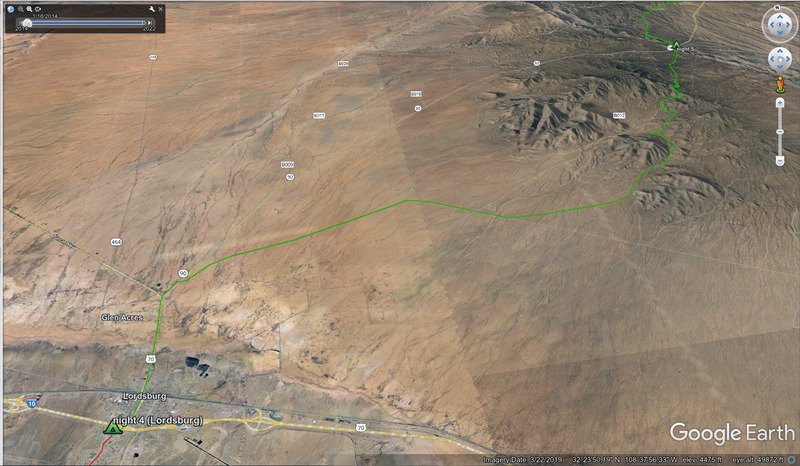 1/18/2014
2014
2022
night 5
90
B012
464
90
B009
90
Glen Acres
70
Lordsburg
10
night 4 (Lordsburg)
70
Google Earth
Imagery Date: 3/22/2019 32°23'50.19" N 108°37'56.33" W elev 4475 ft eye alt 49872 ft